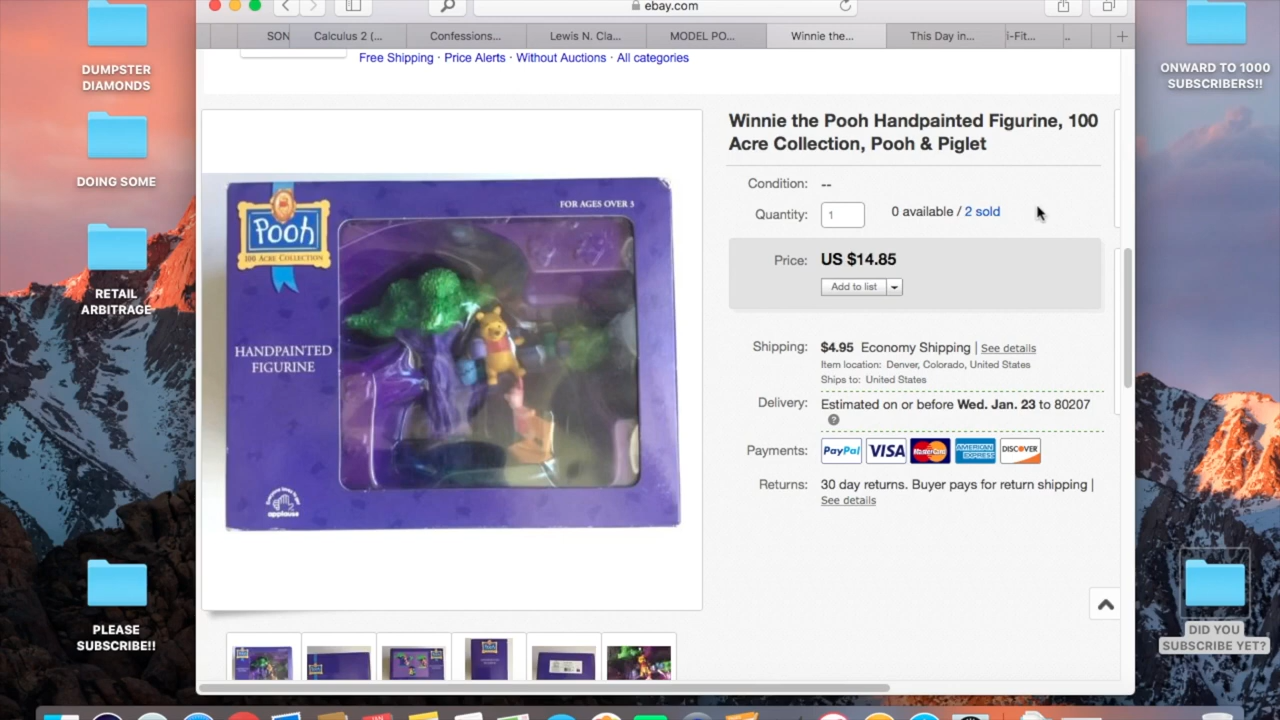 ebay.com
SON
Calculus 2 (...
Confessions...
Lewis N. Cla...
MODEL PO...
Winnie the...
This Day in...
i-Fit...
..
Free Shipping · Price Alerts · Without Auctions · All categories
Winnie the Pooh Handpainted Figurine, 100
Acre Collection, Pooh & Piglet
Condition: --
Quantity: 1 0 available / 2 sold
Price: US $14.85
Add to list
Shipping: $4.95 Economy Shipping | See details
Item location: Denver, Colorado, United States
Ships to: United States
Delivery: Estimated on or before Wed. Jan. 23 to 80207
?
Payments: PayPal VISA MasterCard AMERICAN EXPRESS DISCOVER
Returns: 30 day returns. Buyer pays for return shipping |
See details
FOR AGES OVER 3
Pooh
100 ACRE COLLECTION
HANDPAINTED
FIGURINE
applause
DUMPSTER
DIAMONDS
DOING SOME
RETAIL
ARBITRAGE
PLEASE
SUBSCRIBE!!
ONWARD TO 1000
SUBSCRIBERS!!
DID YOU
SUBSCRIBE YET?